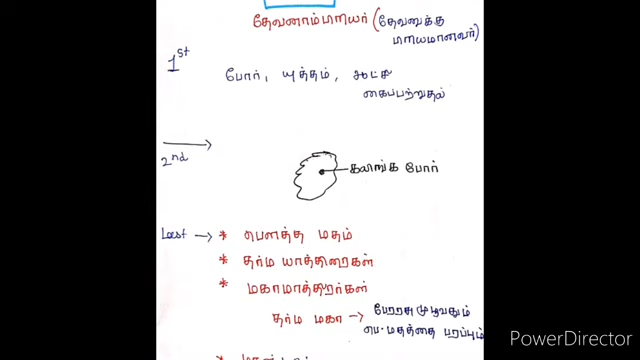 தேவனாம்பிரியர் (தேவனுக்கு
பிரியமானவர்)
1st
போர், யுத்தம், ஆட்சி
கைப்பற்றுதல்
2nd
கலிங்க போர்
Last → * பௌத்த மதம்
* தர்ம யாத்திரைகள்
* மகாமாத்திரர்கள்
தர்ம மகா → பேரரசு முழுவதும்
பௌ.மதத்தை பரப்பும்
PowerDirector